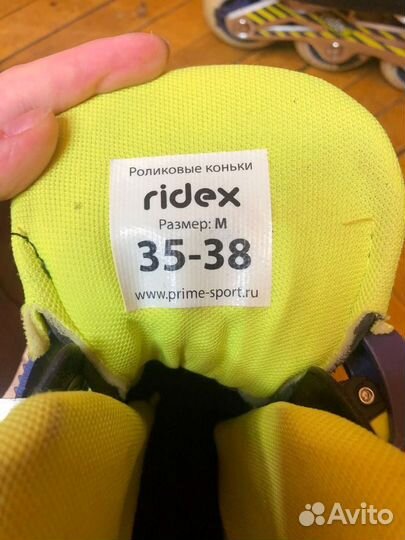 Роликовые коньки
ridex
Размер: M
35-38
www.prime-sport.ru
Avito